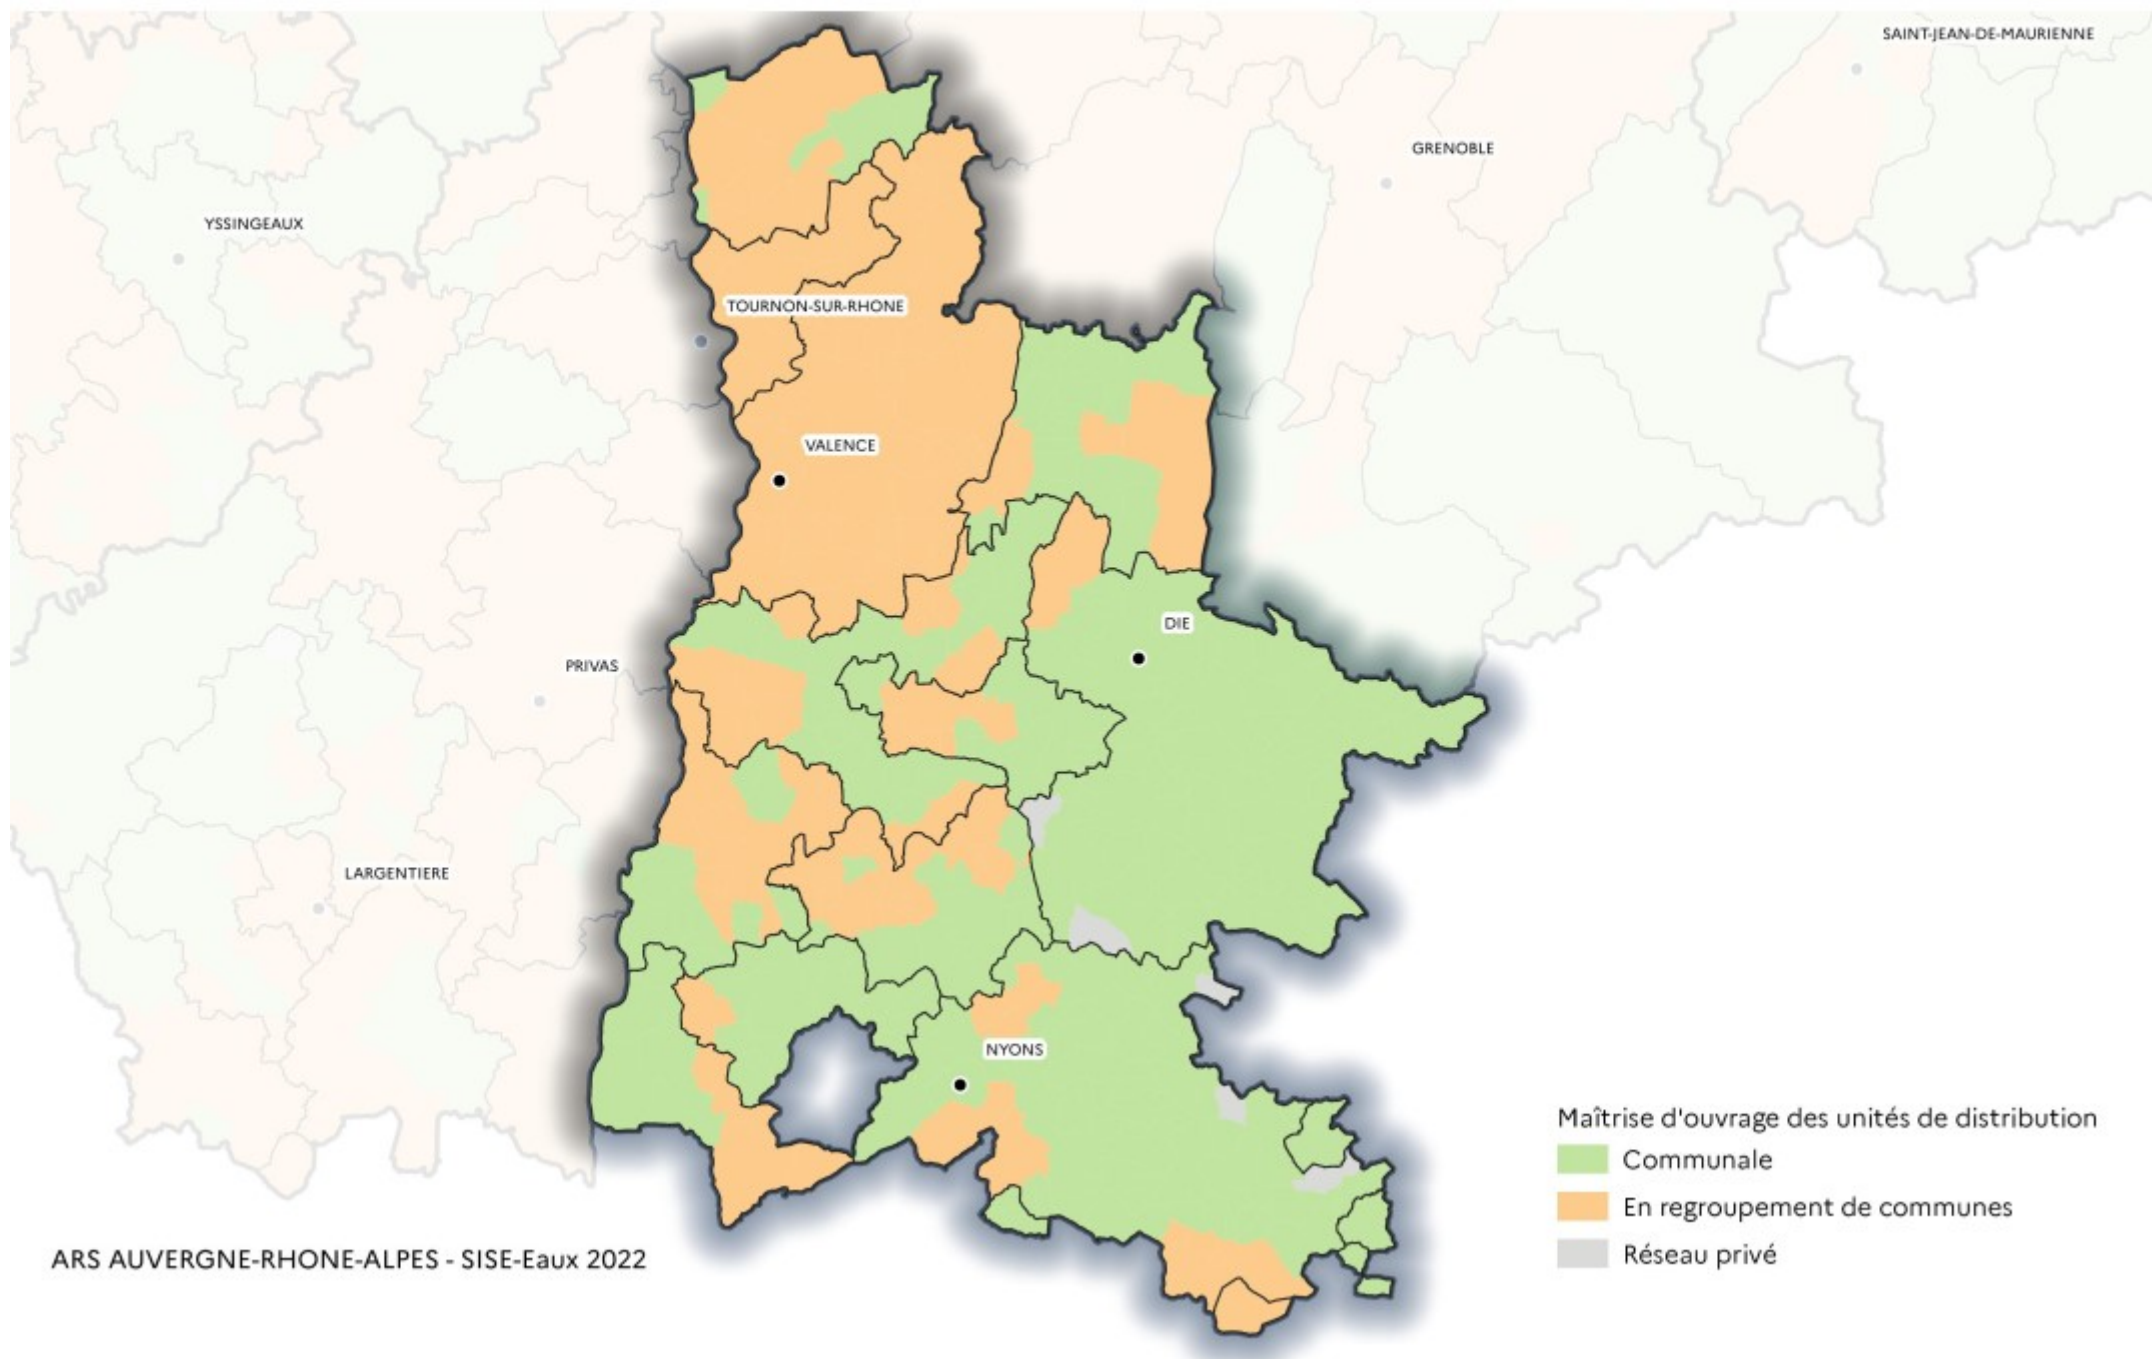 SAINT-JEAN-DE-MAURIENNE
GRENOBLE
YSSINGEAUX
TOURNON-SUR-RHONE
VALENCE
DIE
PRIVAS
LARGENTIERE
NYONS
Maîtrise d'ouvrage des unités de distribution
Communale
En regroupement de communes
Réseau privé
ARS AUVERGNE-RHONE-ALPES - SISE-Eaux 2022